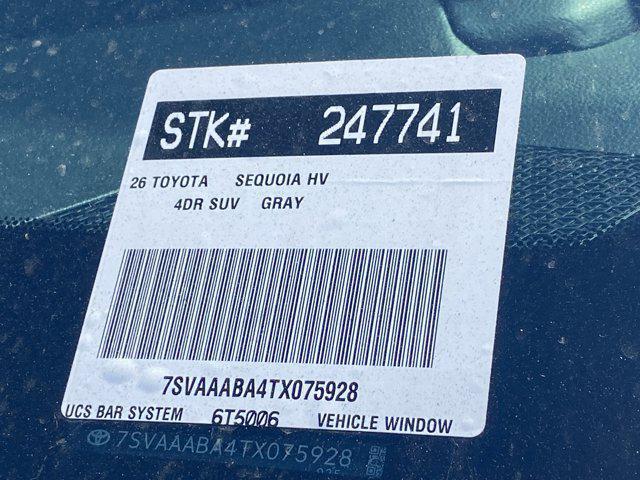 STK# 247741
26 TOYOTA SEQUOIA HV
4DR SUV GRAY
7SVAAABA4TX075928
UCS BAR SYSTEM 6T5006 VEHICLE WINDOW
7SVAAABA4TX075928